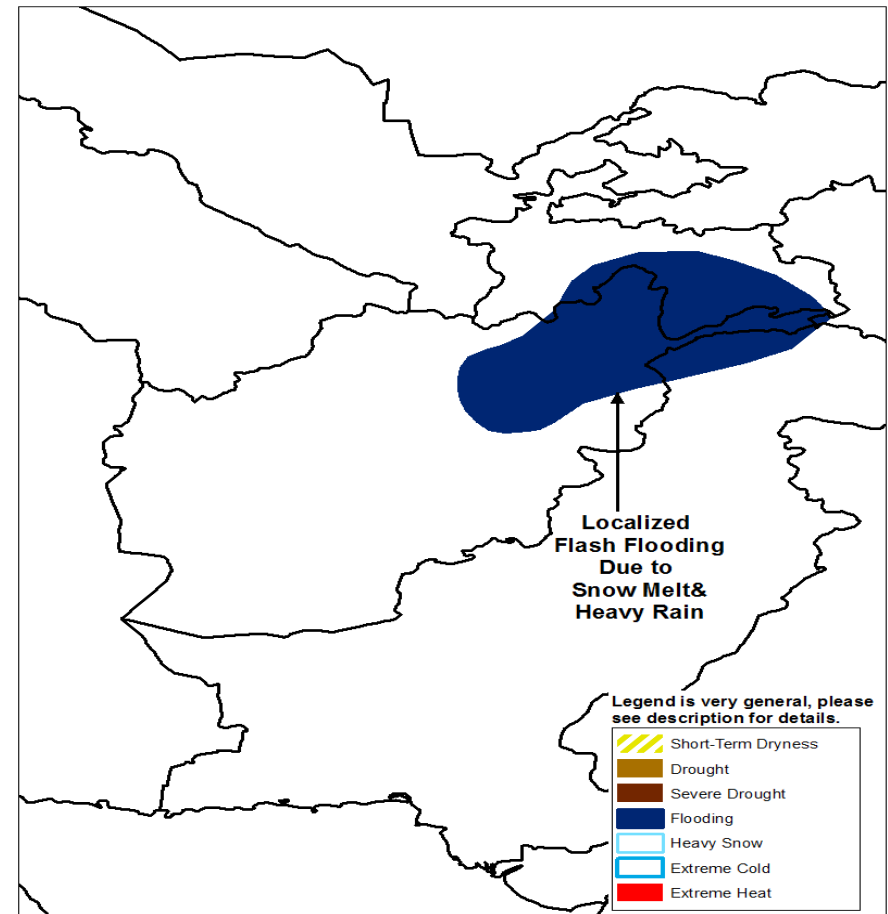 Localized
Flash Flooding
Due to
Snow Melt&
Heavy Rain
Legend is very general, please
see description for details.
Short-Term Dryness
Drought
Severe Drought
Flooding
Heavy Snow
Extreme Cold
Extreme Heat